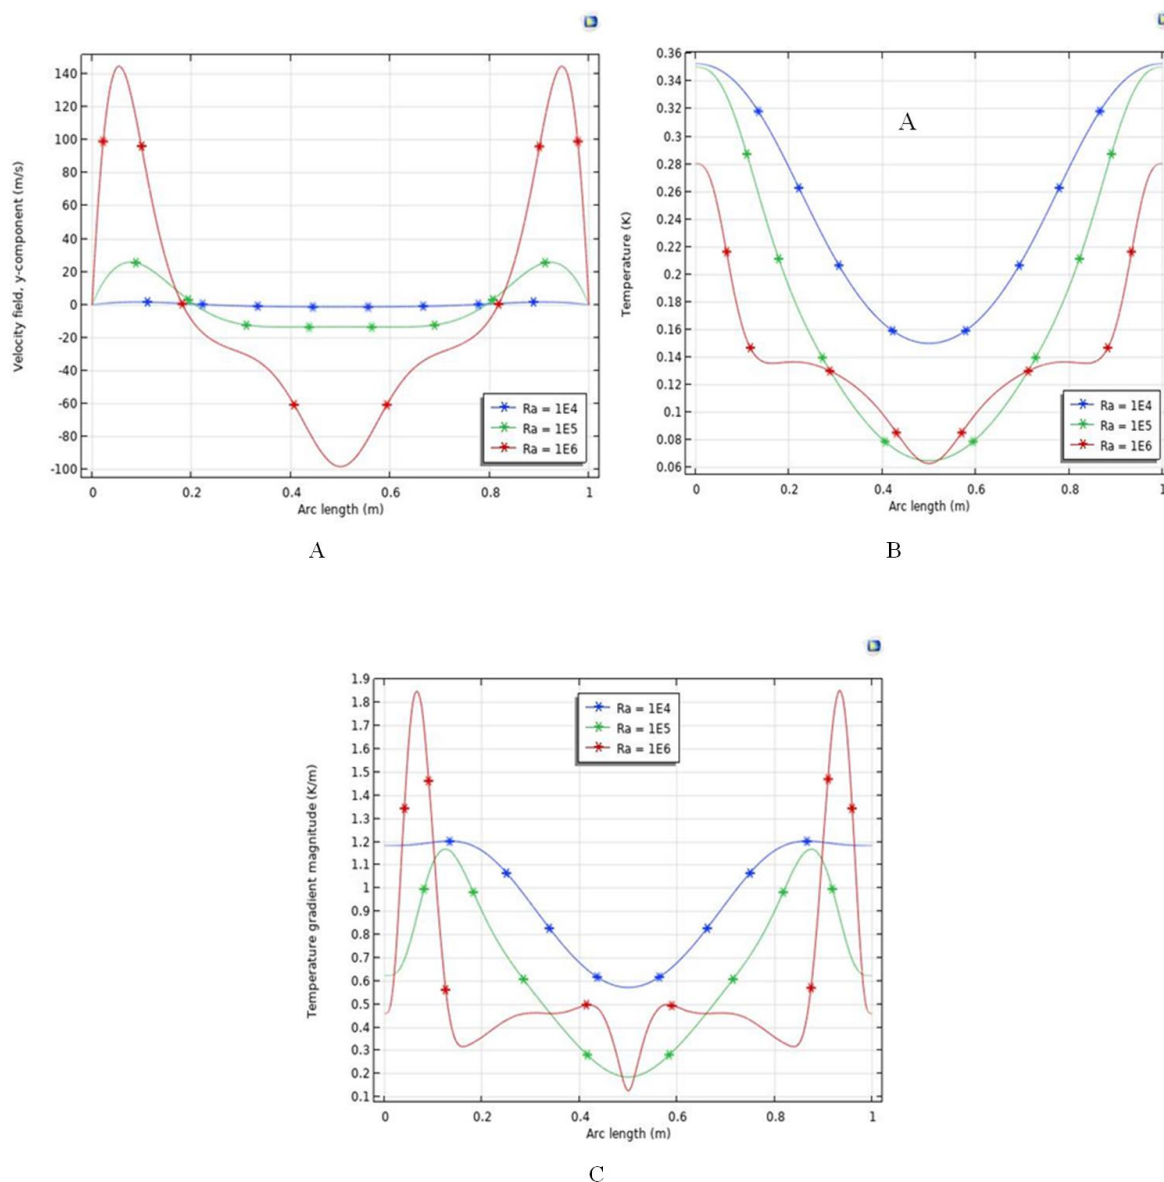 140
120
100
80
60
40
20
0
-20
-40
-60
-80
-100
Velocity field, y-component (m/s)
0 0.2 0.4 0.6 0.8 1
Arc length (m)
Ra = 1E4
Ra = 1E5
Ra = 1E6
A
0.36
0.34
0.32
0.3
0.28
0.26
0.24
0.22
0.2
0.18
0.16
0.14
0.12
0.1
0.08
0.06
Temperature (K)
A
0 0.2 0.4 0.6 0.8 1
Arc length (m)
Ra = 1E4
Ra = 1E5
Ra = 1E6
B
1.9
1.8
1.7
1.6
1.5
1.4
1.3
1.2
1.1
1
0.9
0.8
0.7
0.6
0.5
0.4
0.3
0.2
0.1
Temperature gradient magnitude (K/m)
Ra = 1E4
Ra = 1E5
Ra = 1E6
0 0.2 0.4 0.6 0.8 1
Arc length (m)
C